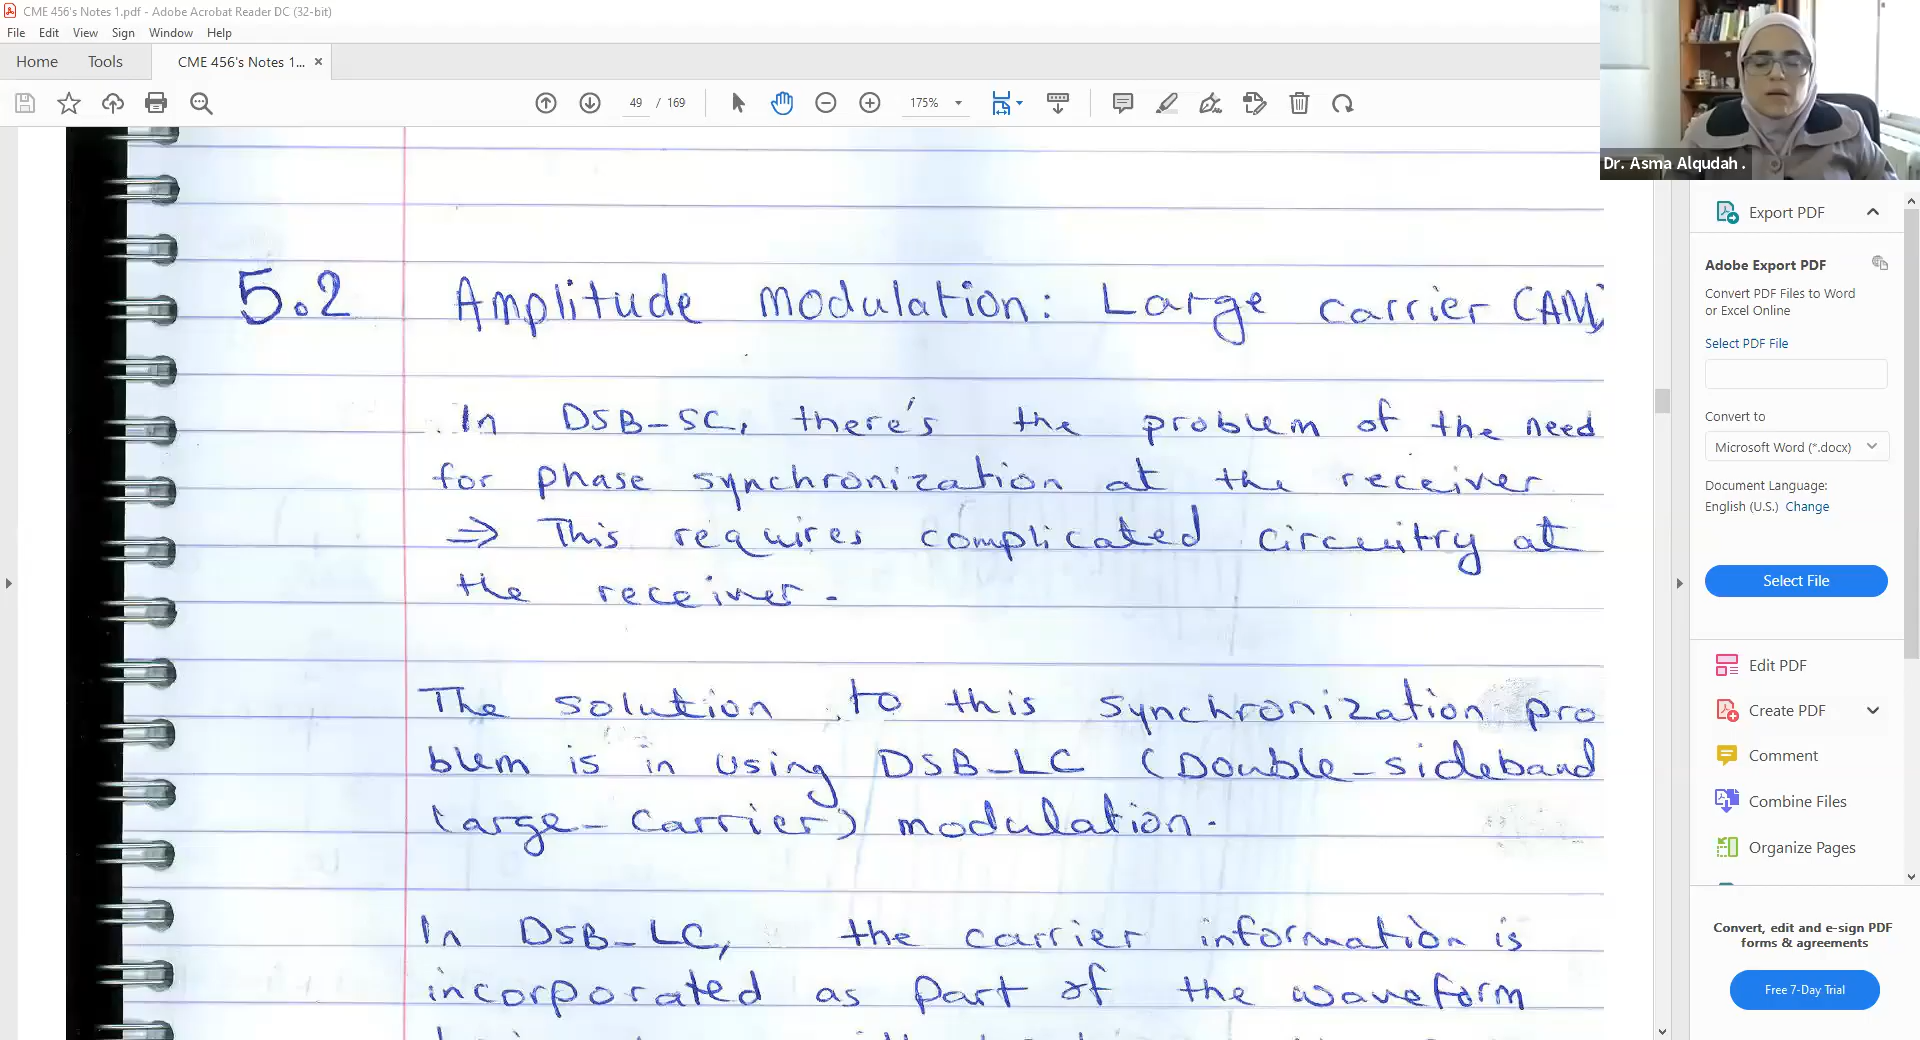 CME 456's Notes 1.pdf - Adobe Acrobat Reader DC (32-bit)
File Edit View Sign Window Help
Home Tools CME 456's Notes 1... ×
49 / 169 175%
Dr. Asma Alqudah .
5.2 Amplitude modulation: Large carrier (AM)
In DSB-SC, there's the problem of the need
for phase synchronization at the receiver
⇒ This requires complicated circuitry at
the receiver.
The solution to this synchronization pro
blem is in using DSB-LC (Double-sideband
large-carrier) modulation.
In DSB-LC, the carrier information is
incorporated as part of the waveform
Export PDF
Adobe Export PDF
Convert PDF Files to Word
or Excel Online
Select PDF File
Convert to
Microsoft Word (*.docx)
Document Language:
English (U.S.) Change
Select File
Edit PDF
Create PDF
Comment
Combine Files
Organize Pages
Convert, edit and e-sign PDF
forms & agreements
Free 7-Day Trial